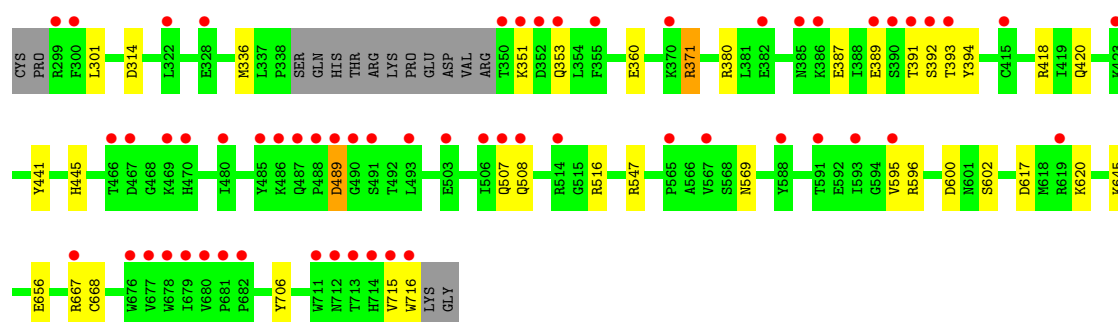 CYS PRO R299 F300 L301 D314 L322 E328 M336 L337 P338 SER GLN HIS THR ARG LYS PRO GLU ASP VAL ARG T350 K351 D352 Q353 L354 F355 E360 K370 R371 R380 L381 E382 N385 K386 E387 I388 E389 S390 T391 S392 T393 Y394 C415 R418 I419 Q420 K423
Y441 H445 T466 D467 G468 K469 H470 I480 Y485 K486 Q487 P488 D489 G490 S491 T492 L493 E503 I506 Q507 Q508 R514 G515 R516 R547 P565 A566 V567 S568 N569 Y588 T591 E592 I593 G594 V595 R596 D600 N601 S602 D617 M618 R619 K620 K645
E656 R667 C668 W676 V677 W678 I679 V680 P681 P682 Y706 W711 N712 T713 H714 V715 W716 LYS GLY